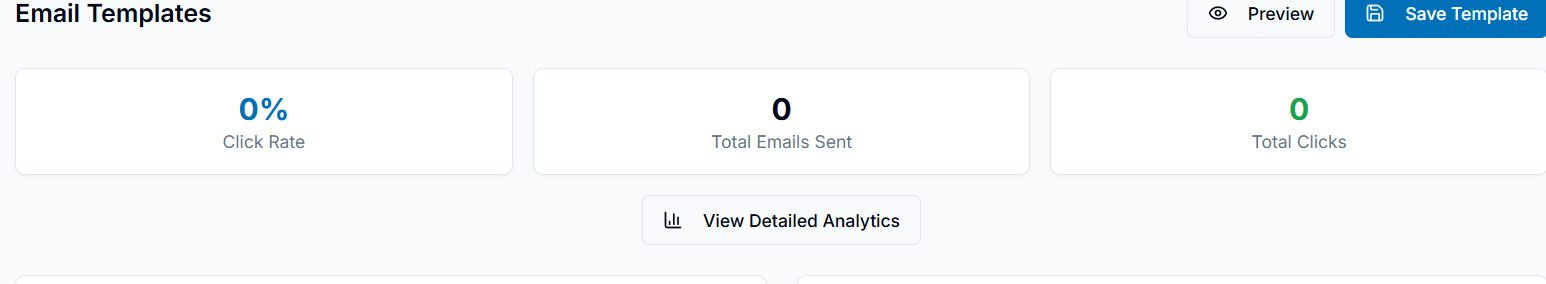 Email Templates
Preview
Save Template
0%
Click Rate
0
Total Emails Sent
0
Total Clicks
View Detailed Analytics